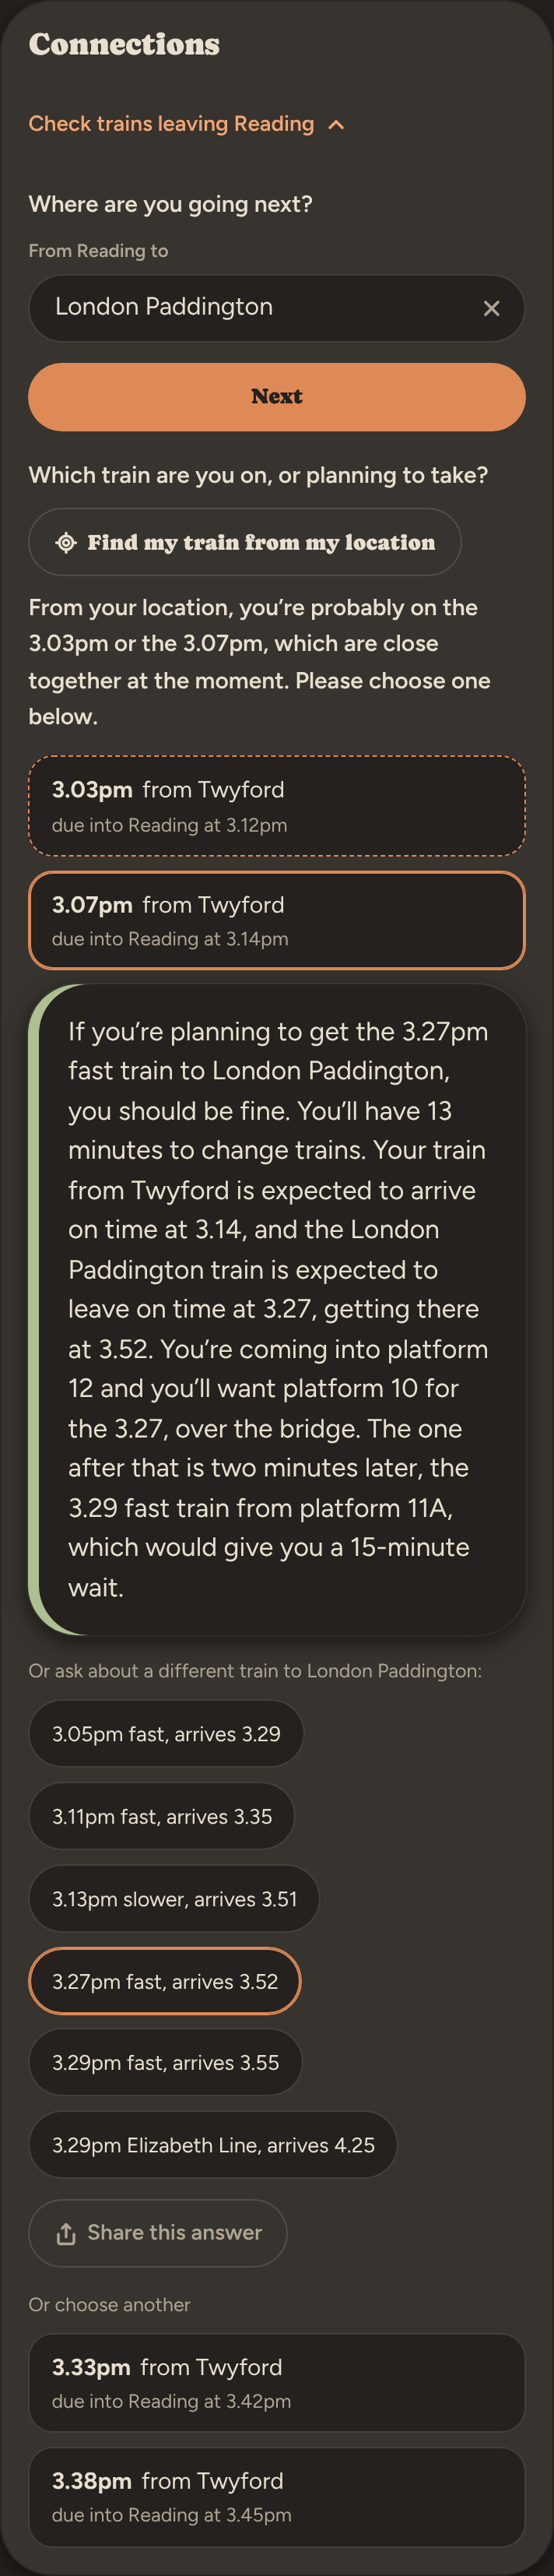 Connections
Check trains leaving Reading
Where are you going next?
From Reading to
London Paddington
Next
Which train are you on, or planning to take?
Find my train from my location
From your location, you’re probably on the
3.03pm or the 3.07pm, which are close
together at the moment. Please choose one
below.
3.03pm from Twyford
due into Reading at 3.12pm
3.07pm from Twyford
due into Reading at 3.14pm
If you’re planning to get the 3.27pm
fast train to London Paddington,
you should be fine. You’ll have 13
minutes to change trains. Your train
from Twyford is expected to arrive
on time at 3.14, and the London
Paddington train is expected to
leave on time at 3.27, getting there
at 3.52. You’re coming into platform
12 and you’ll want platform 10 for
the 3.27, over the bridge. The one
after that is two minutes later, the
3.29 fast train from platform 11A,
which would give you a 15-minute
wait.
Or ask about a different train to London Paddington:
3.05pm fast, arrives 3.29
3.11pm fast, arrives 3.35
3.13pm slower, arrives 3.51
3.27pm fast, arrives 3.52
3.29pm fast, arrives 3.55
3.29pm Elizabeth Line, arrives 4.25
Share this answer
Or choose another
3.33pm from Twyford
due into Reading at 3.42pm
3.38pm from Twyford
due into Reading at 3.45pm